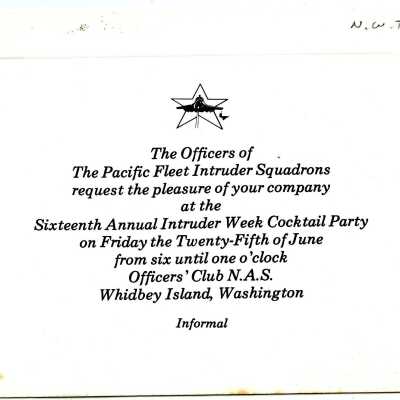 N.W.T
The Officers of
The Pacific Fleet Intruder Squadrons
request the pleasure of your company
at the
Sixteenth Annual Intruder Week Cocktail Party
on Friday the Twenty-Fifth of June
from six until one o'clock
Officers' Club N.A.S.
Whidbey Island, Washington
Informal